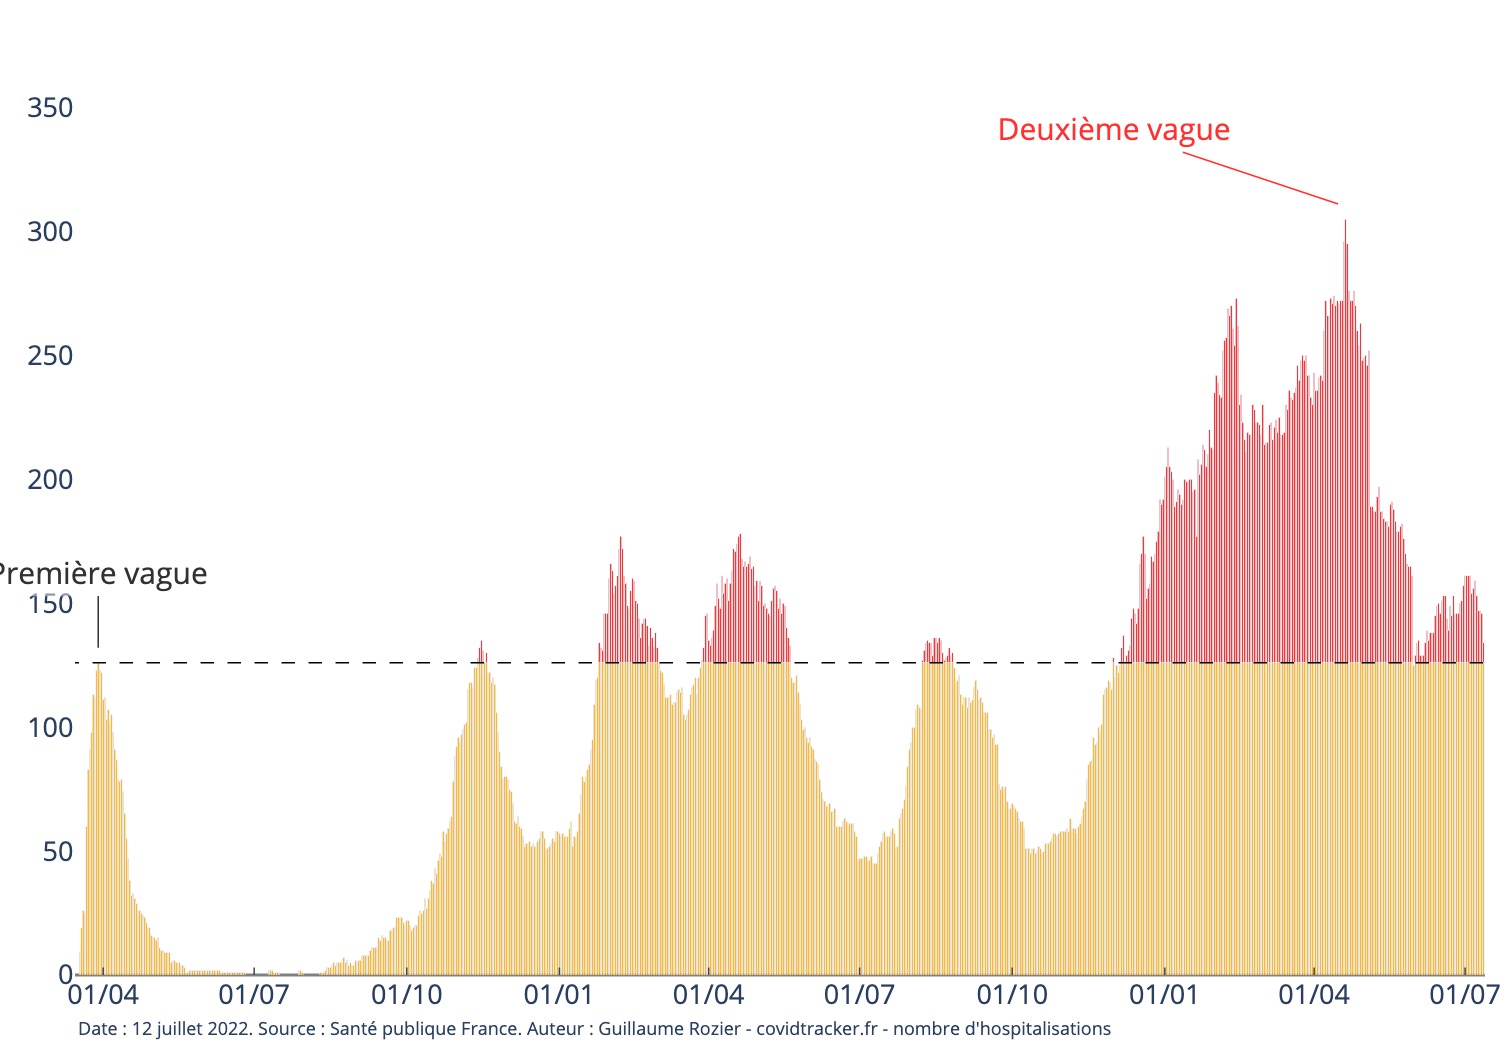 350
Deuxième vague
300
250
200
Première vague
150
100
50
0
01/04 01/07 01/10 01/01 01/04 01/07 01/10 01/01 01/04 01/07
Date : 12 juillet 2022. Source : Santé publique France. Auteur : Guillaume Rozier - covidtracker.fr - nombre d'hospitalisations